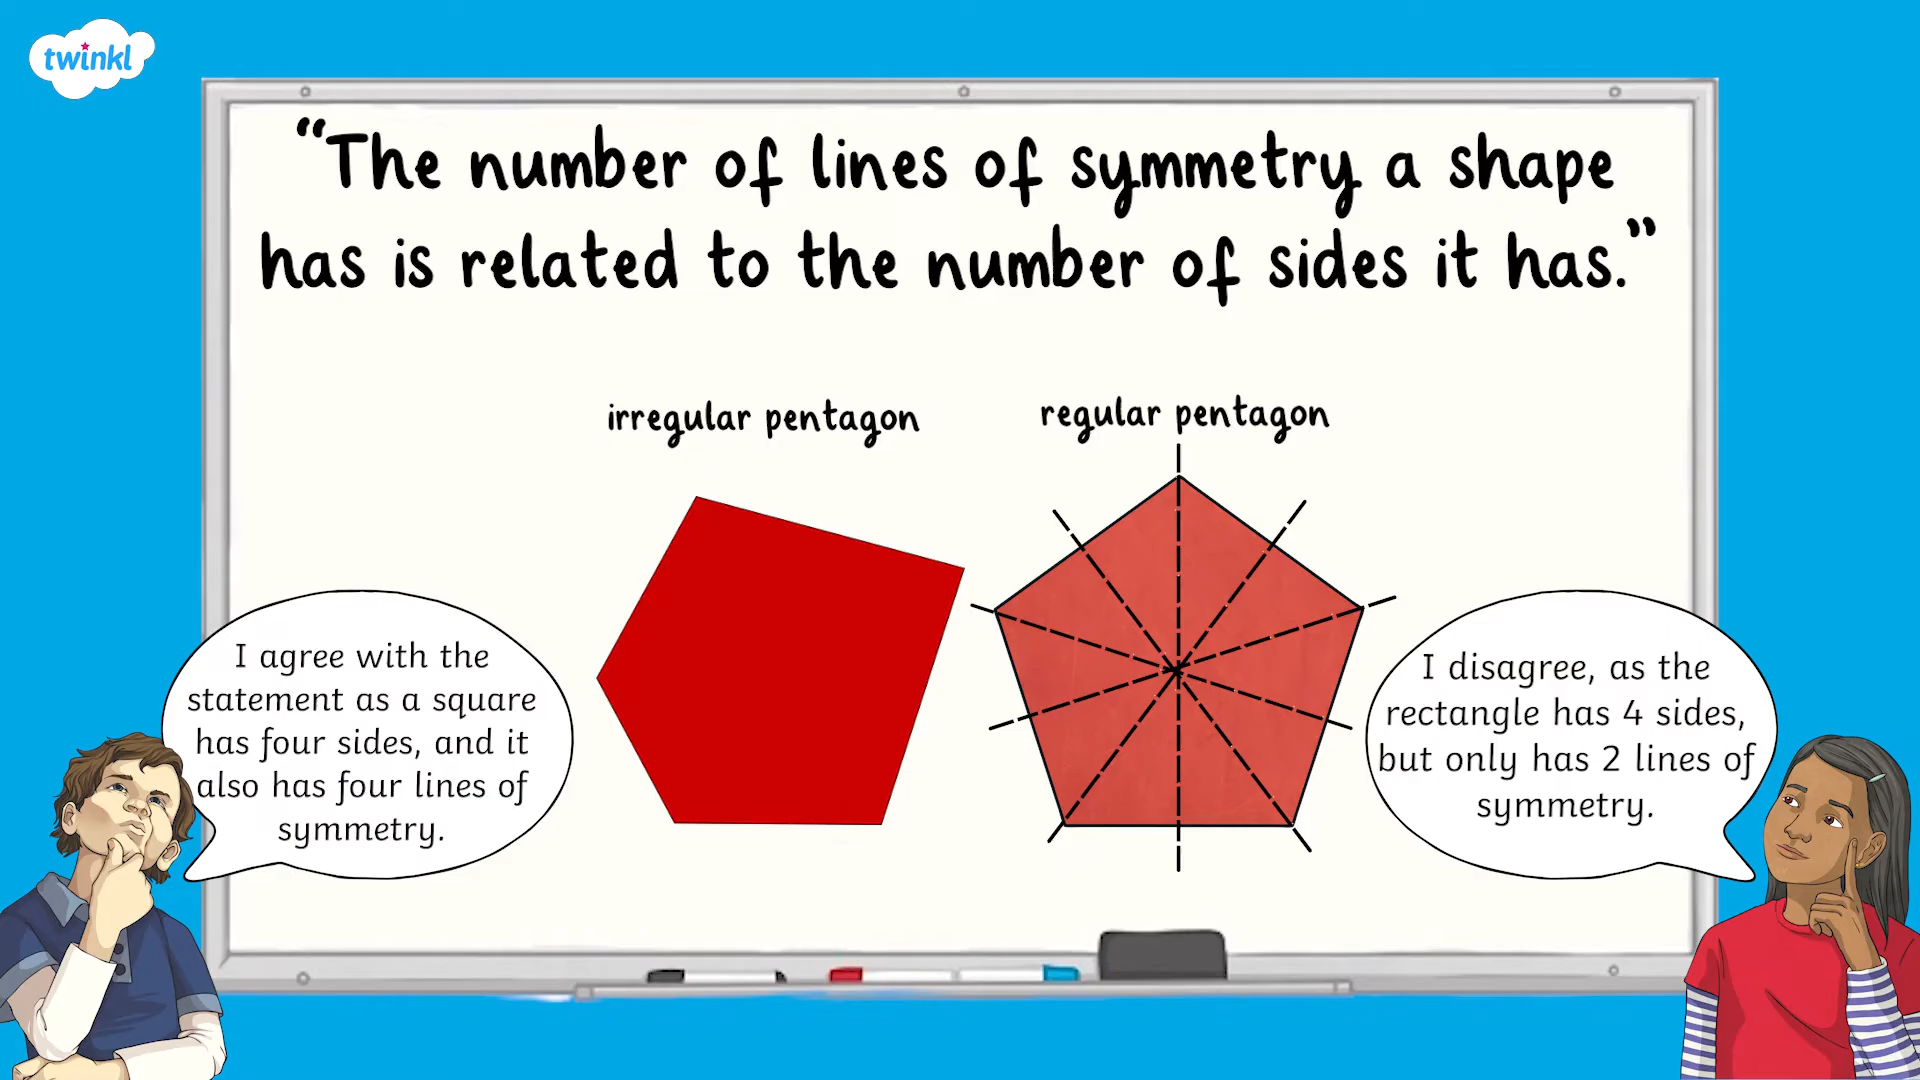 twinkl
“The number of lines of symmetry a shape
has is related to the number of sides it has.”
irregular pentagon
regular pentagon
I agree with the
statement as a square
has four sides, and it
also has four lines of
symmetry.
I disagree, as the
rectangle has 4 sides,
but only has 2 lines of
symmetry.